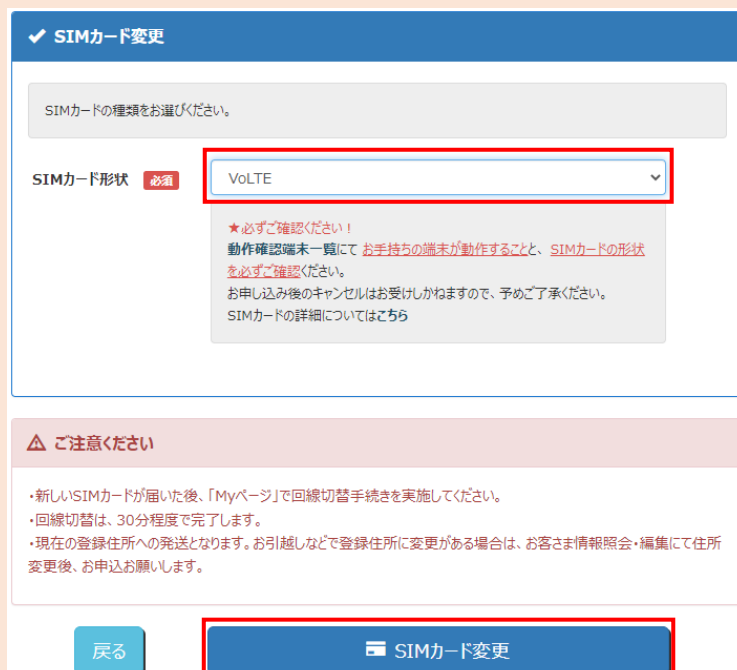 SIMカード変更
SIMカードの種類をお選びください。
SIMカード形状 必須 VoLTE
★必ずご確認ください！
動作確認端末一覧にて お手持ちの端末が動作することと、 SIMカードの形状
を必ずご確認ください。
お申し込み後のキャンセルはお受けしかねますので、予めご了承ください。
SIMカードの詳細についてはこちら
ご注意ください
・新しいSIMカードが届いた後、「Myページ」で回線切替手続きを実施してください。
・回線切替は、30分程度で完了します。
・現在の登録住所への発送となります。お引越しなどで登録住所に変更がある場合は、お客さま情報照会・編集にて住所
変更後、お申込お願いします。
戻る SIMカード変更